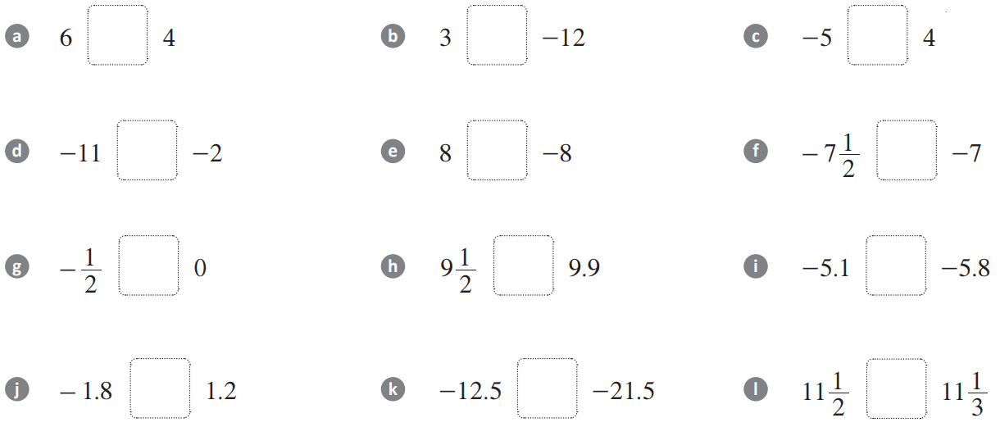 a 6 4 b 3 −12 c −5 4
d −11 −2 e 8 −8 f −7 1/2 −7
g −1/2 0 h 9 1/2 9.9 i −5.1 −5.8
j −1.8 1.2 k −12.5 −21.5 l 11 1/2 11 1/3